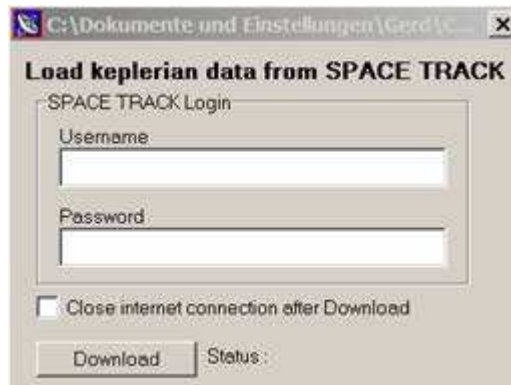 C:\Dokumente und Einstellungen\Gerd\C...
Load keplerian data from SPACE TRACK
SPACE TRACK Login
Username
Password
Close internet connection after Download
Download
Status :